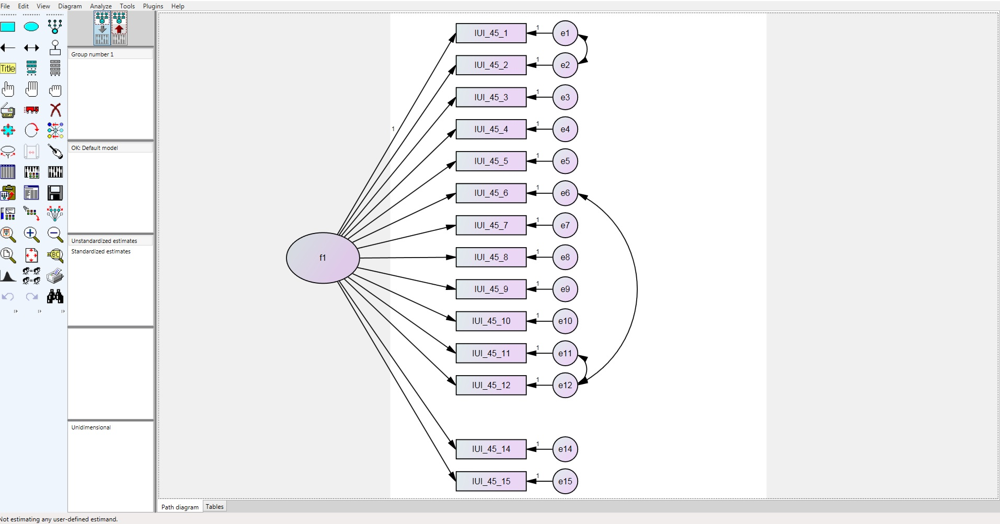 File Edit View Diagram Analyze Tools Plugins Help
Title
Group number 1
OK: Default model
Unstandardized estimates
Standardized estimates
Unidimensional
f1
1
IUI_45_1 1 e1
IUI_45_2 1 e2
IUI_45_3 1 e3
IUI_45_4 1 e4
IUI_45_5 1 e5
IUI_45_6 1 e6
IUI_45_7 1 e7
IUI_45_8 1 e8
IUI_45_9 1 e9
IUI_45_10 1 e10
IUI_45_11 1 e11
IUI_45_12 1 e12
IUI_45_14 1 e14
IUI_45_15 1 e15
Path diagram Tables
Not estimating any user-defined estimand.